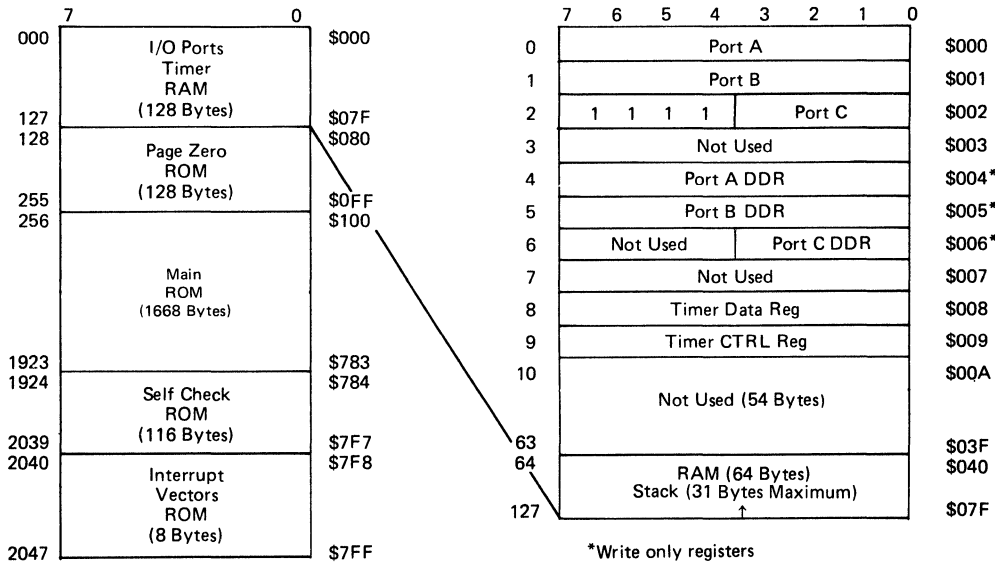 7 0
000 I/O Ports $000
Timer
RAM
127 (128 Bytes) $07F
128 Page Zero $080
ROM
255 (128 Bytes) $0FF
256 $100
Main
ROM
(1668 Bytes)
1923 $783
1924 Self Check $784
ROM
2039 (116 Bytes) $7F7
2040 Interrupt $7F8
Vectors
ROM
(8 Bytes)
2047 $7FF
7 6 5 4 3 2 1 0
0 Port A $000
1 Port B $001
2 1 1 1 1 Port C $002
3 Not Used $003
4 Port A DDR $004*
5 Port B DDR $005*
6 Not Used Port C DDR $006*
7 Not Used $007
8 Timer Data Reg $008
9 Timer CTRL Reg $009
10 $00A
Not Used (54 Bytes)
63 $03F
64 RAM (64 Bytes) $040
Stack (31 Bytes Maximum)
127 ↑ $07F
*Write only registers